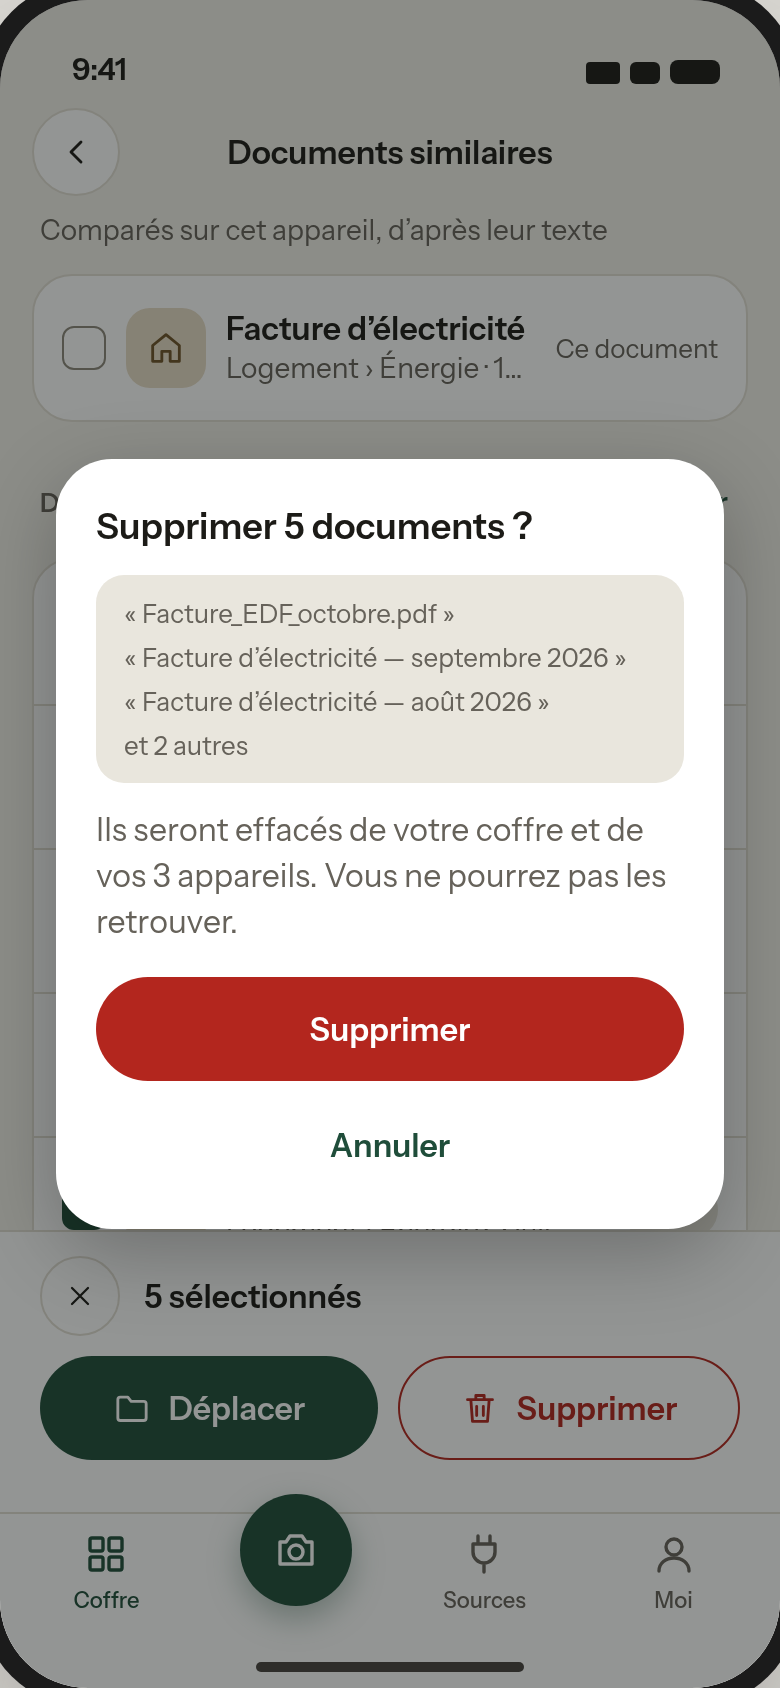 9:41
Documents similaires
Comparés sur cet appareil, d’après leur texte
Facture d’électricité
Logement › Énergie · 1…
Ce document
Supprimer 5 documents ?
« Facture_EDF_octobre.pdf »
« Facture d’électricité — septembre 2026 »
« Facture d’électricité — août 2026 »
et 2 autres
Ils seront effacés de votre coffre et de
vos 3 appareils. Vous ne pourrez pas les
retrouver.
Supprimer
Annuler
5 sélectionnés
Déplacer
Supprimer
Coffre
Sources
Moi